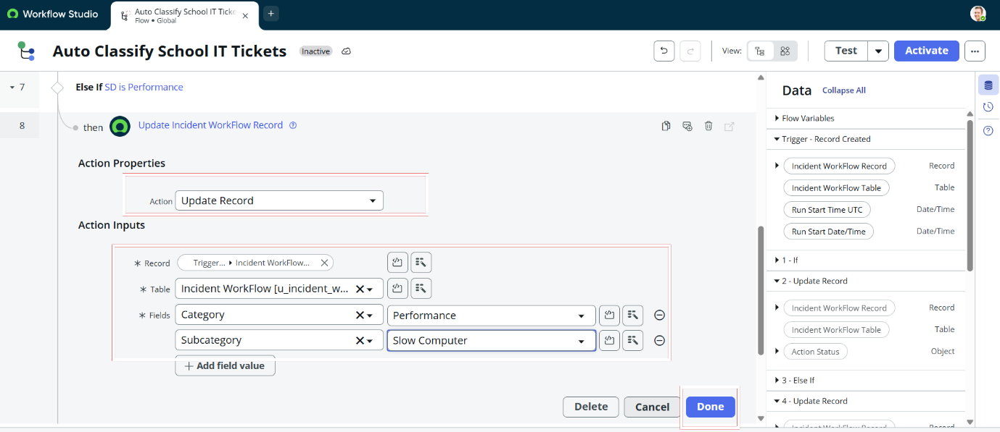 Workflow Studio
Auto Classify School IT Ticke
Flow • Global
Auto Classify School IT Tickets
Inactive
View:
Test
Activate
7
Else If SD is Performance
8
then
Update Incident WorkFlow Record
Action Properties
Action
Update Record
Action Inputs
* Record
Trigger... ▸ Incident WorkFlow...
* Table
Incident WorkFlow [u_incident_w...
* Fields
Category
Performance
Subcategory
Slow Computer
+ Add field value
Delete
Cancel
Done
Data
Collapse All
Flow Variables
Trigger - Record Created
Incident WorkFlow Record
Record
Incident WorkFlow Table
Table
Run Start Time UTC
Date/Time
Run Start Date/Time
Date/Time
1 - If
2 - Update Record
Incident WorkFlow Record
Record
Incident WorkFlow Table
Table
Action Status
Object
3 - Else If
4 - Update Record
Incident WorkFlow Record
Record